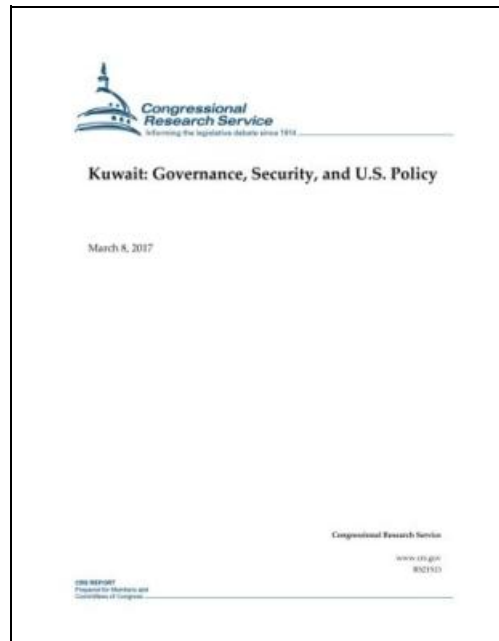 Congressional
Research Service
Informing the legislative debate since 1914
Kuwait: Governance, Security, and U.S. Policy
March 8, 2017
Congressional Research Service
www.crs.gov
RS21513
CRS REPORT
Prepared for Members and
Committees of Congress